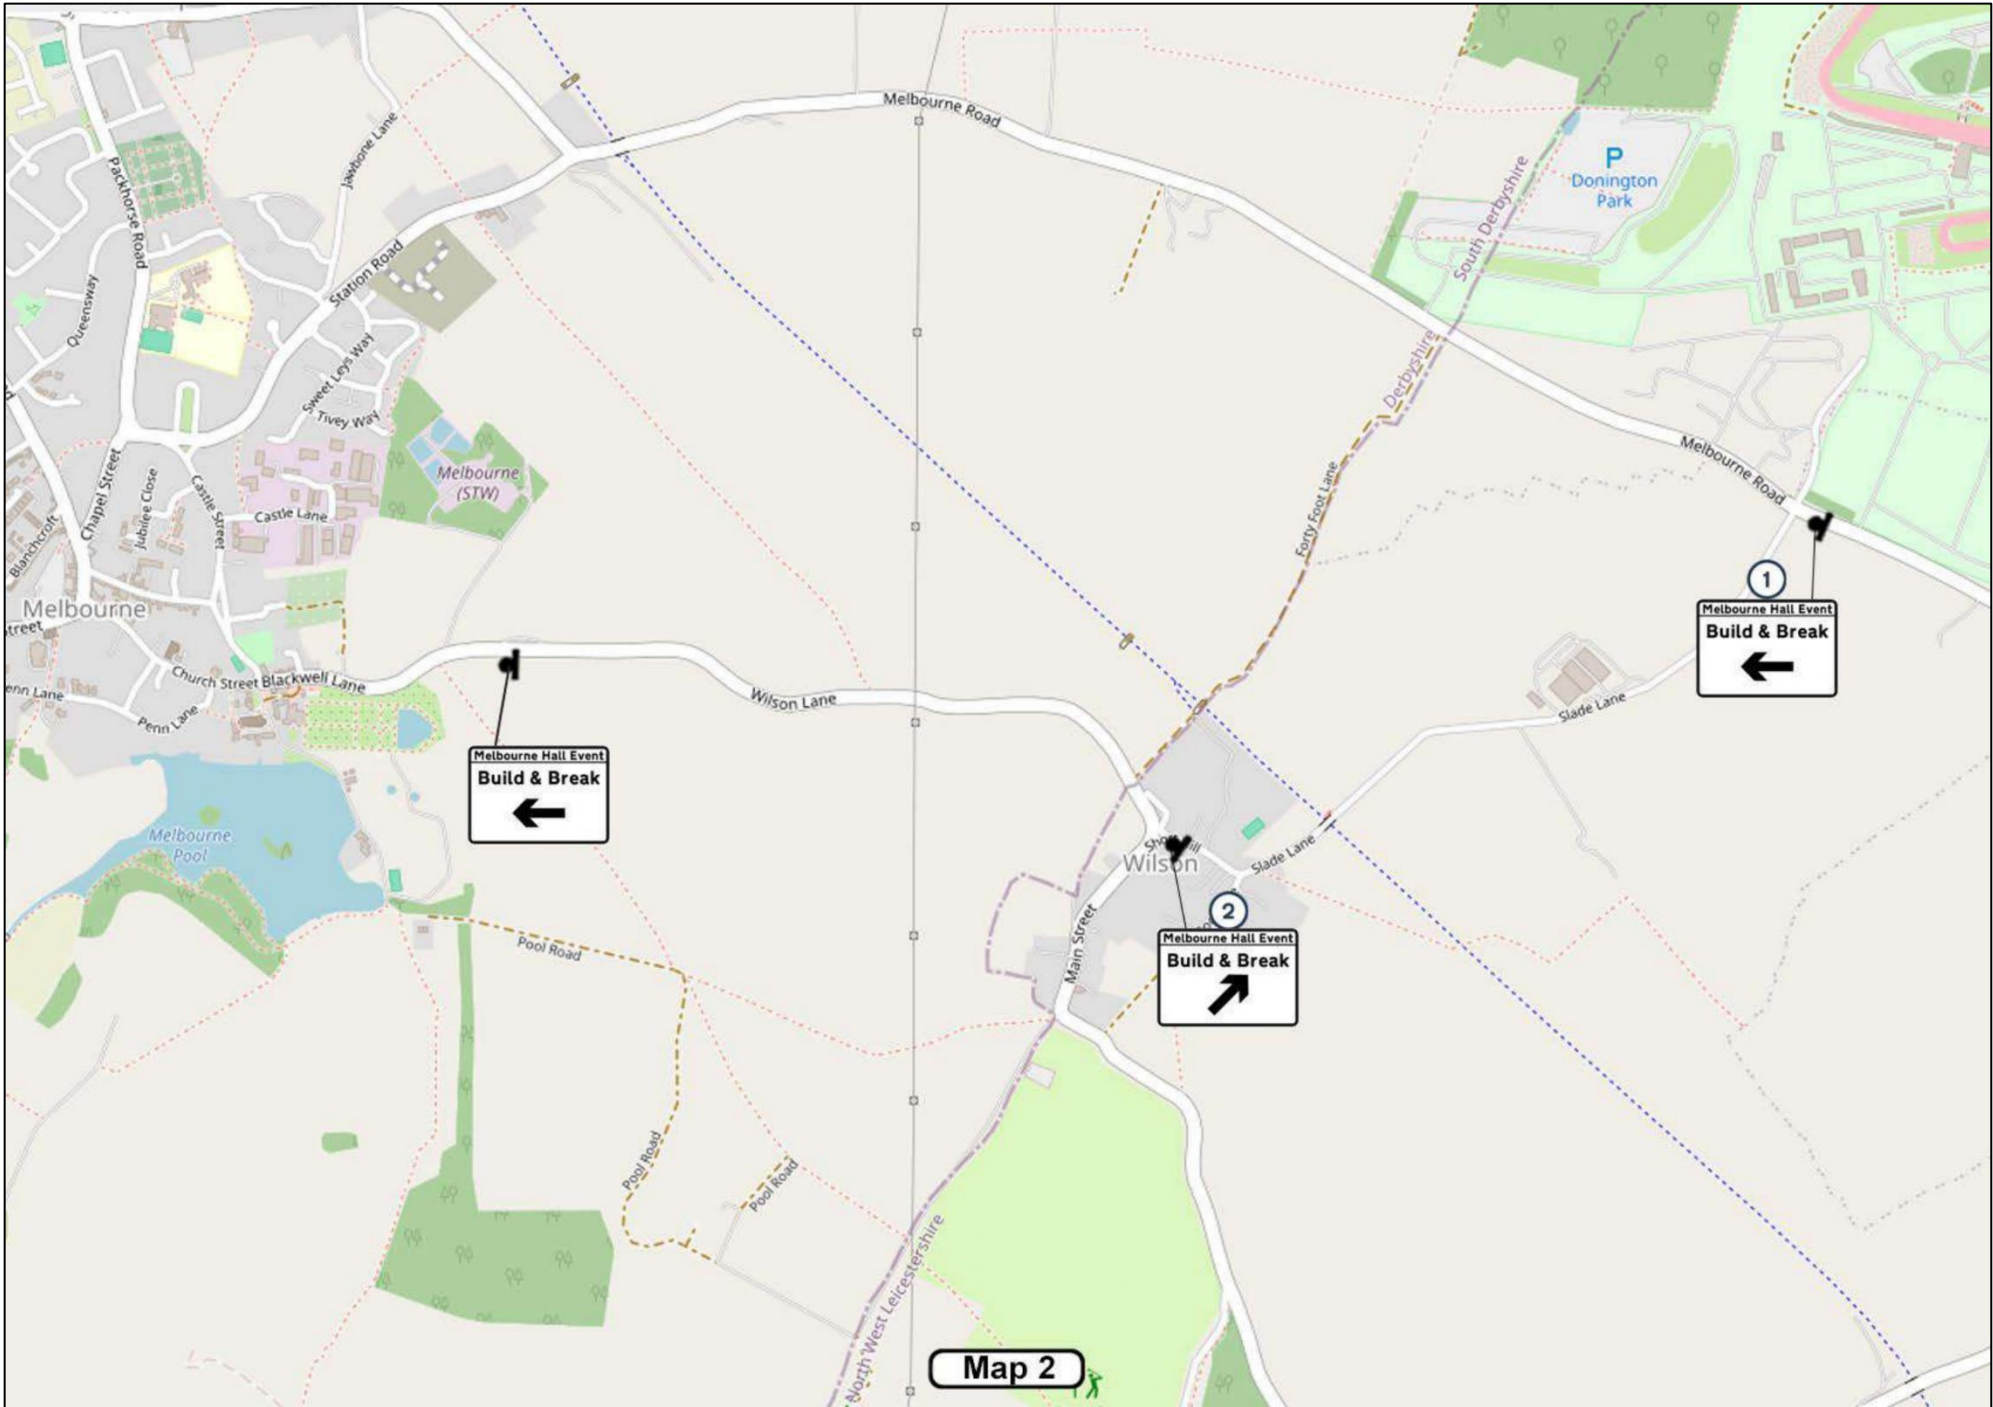 Melbourne Road
Packhorse Road
Jawbone Lane
P
Donington
Park
South Derbyshire
Station Road
Queensway
Derbyshire
Sweet Leys Way
Tivey Way
Melbourne Road
Chapel Street
Jubilee Close
Castle Street
Melbourne
(STW)
Castle Lane
Forty Foot Lane
Blanchcroft
1
Melbourne Hall Event
Build & Break
Melbourne
Church Street
Blackwell Lane
Wilson Lane
Penn Lane
Slade Lane
Melbourne Hall Event
Build & Break
Melbourne
Pool
Wilson
Slade Lane
2
Melbourne Hall Event
Build & Break
Main Street
Pool Road
Pool Road
Pool Road
North West Leicestershire
Map 2